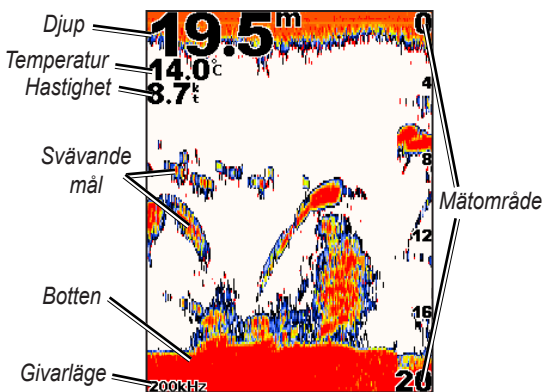 Djup
19.5 m
0
Temperatur
14.0°C
Hastighet
8.7 kt
4
8
Svävande
mål
Mätområde
12
Botten
16
Givarläge
200kHz
20